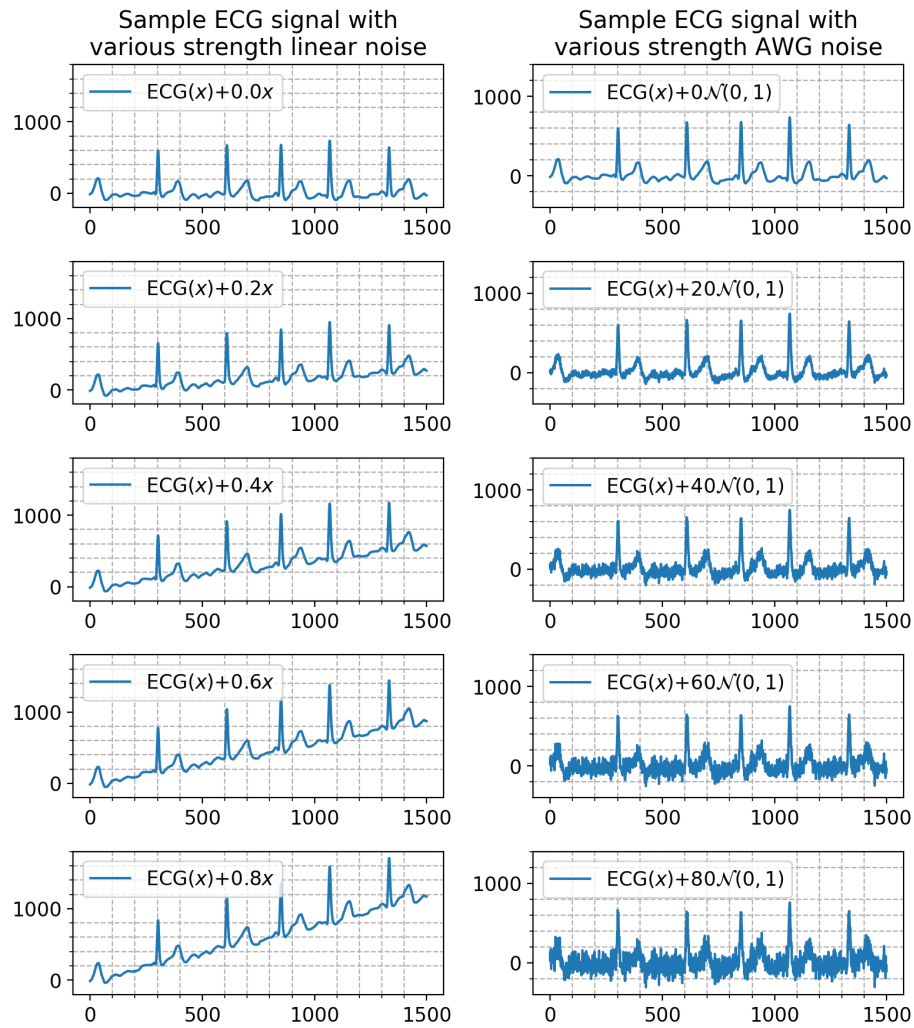 Sample ECG signal with
various strength linear noise
ECG(x)+0.0x
1000
0
0 500 1000 1500
ECG(x)+0.2x
1000
0
0 500 1000 1500
ECG(x)+0.4x
1000
0
0 500 1000 1500
ECG(x)+0.6x
1000
0
0 500 1000 1500
ECG(x)+0.8x
1000
0
0 500 1000 1500
Sample ECG signal with
various strength AWG noise
ECG(x)+0𝒩(0, 1)
1000
0
0 500 1000 1500
ECG(x)+20𝒩(0, 1)
1000
0
0 500 1000 1500
ECG(x)+40𝒩(0, 1)
1000
0
0 500 1000 1500
ECG(x)+60𝒩(0, 1)
1000
0
0 500 1000 1500
ECG(x)+80𝒩(0, 1)
1000
0
0 500 1000 1500